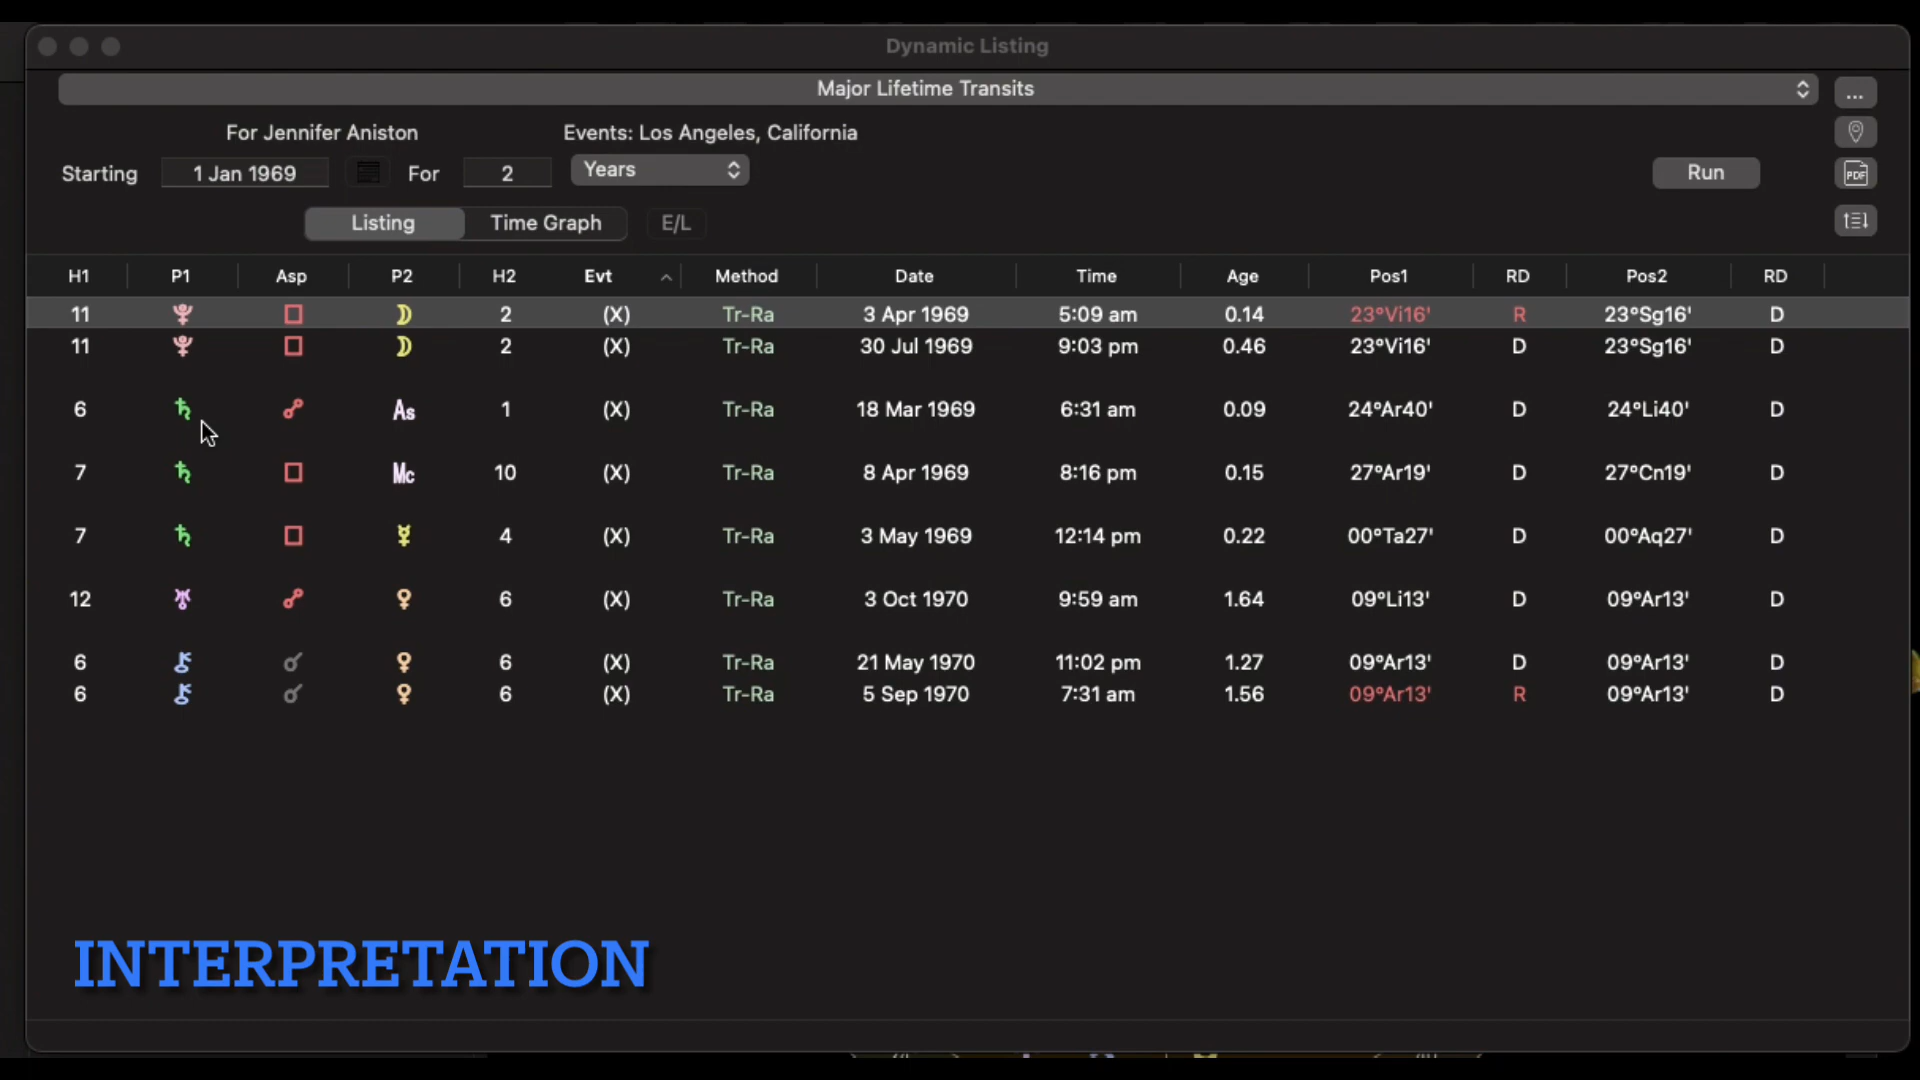 Dynamic Listing
Major Lifetime Transits
...
For Jennifer Aniston Events: Los Angeles, California
Starting 1 Jan 1969 For 2 Years Run
PDF
Listing Time Graph E/L
H1 P1 Asp P2 H2 Evt Method Date Time Age Pos1 RD Pos2 RD
11 ♇ □ ☽ 2 (X) Tr-Ra 3 Apr 1969 5:09 am 0.14 23°Vi16' R 23°Sg16' D
11 ♇ □ ☽ 2 (X) Tr-Ra 30 Jul 1969 9:03 pm 0.46 23°Vi16' D 23°Sg16' D
6 ♄ ☍ As 1 (X) Tr-Ra 18 Mar 1969 6:31 am 0.09 24°Ar40' D 24°Li40' D
7 ♄ □ Mc 10 (X) Tr-Ra 8 Apr 1969 8:16 pm 0.15 27°Ar19' D 27°Cn19' D
7 ♄ □ ☿ 4 (X) Tr-Ra 3 May 1969 12:14 pm 0.22 00°Ta27' D 00°Aq27' D
12 ♅ ☍ ♀ 6 (X) Tr-Ra 3 Oct 1970 9:59 am 1.64 09°Li13' D 09°Ar13' D
6 ⚷ ☌ ♀ 6 (X) Tr-Ra 21 May 1970 11:02 pm 1.27 09°Ar13' D 09°Ar13' D
6 ⚷ ☌ ♀ 6 (X) Tr-Ra 5 Sep 1970 7:31 am 1.56 09°Ar13' R 09°Ar13' D
INTERPRETATION